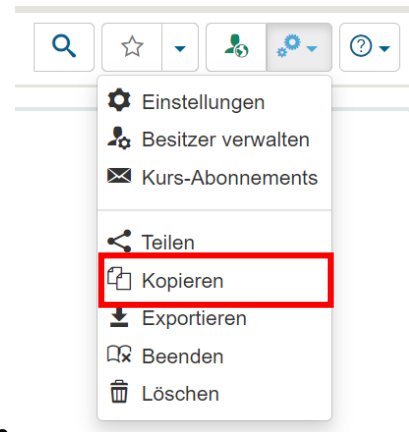 Einstellungen
Besitzer verwalten
Kurs-Abonnements
Teilen
Kopieren
Exportieren
Beenden
Löschen